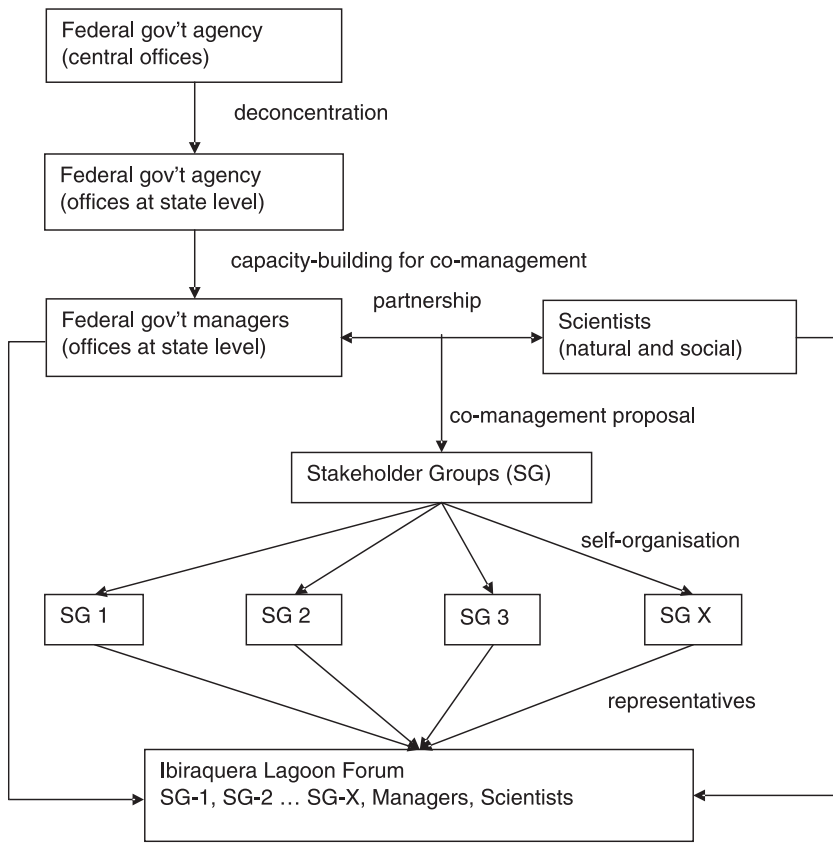 Federal gov't agency
(central offices)
deconcentration
Federal gov't agency
(offices at state level)
capacity-building for co-management
partnership
Federal gov't managers
(offices at state level)
Scientists
(natural and social)
co-management proposal
Stakeholder Groups (SG)
self-organisation
SG 1
SG 2
SG 3
SG X
representatives
Ibiraquera Lagoon Forum
SG-1, SG-2 ... SG-X, Managers, Scientists